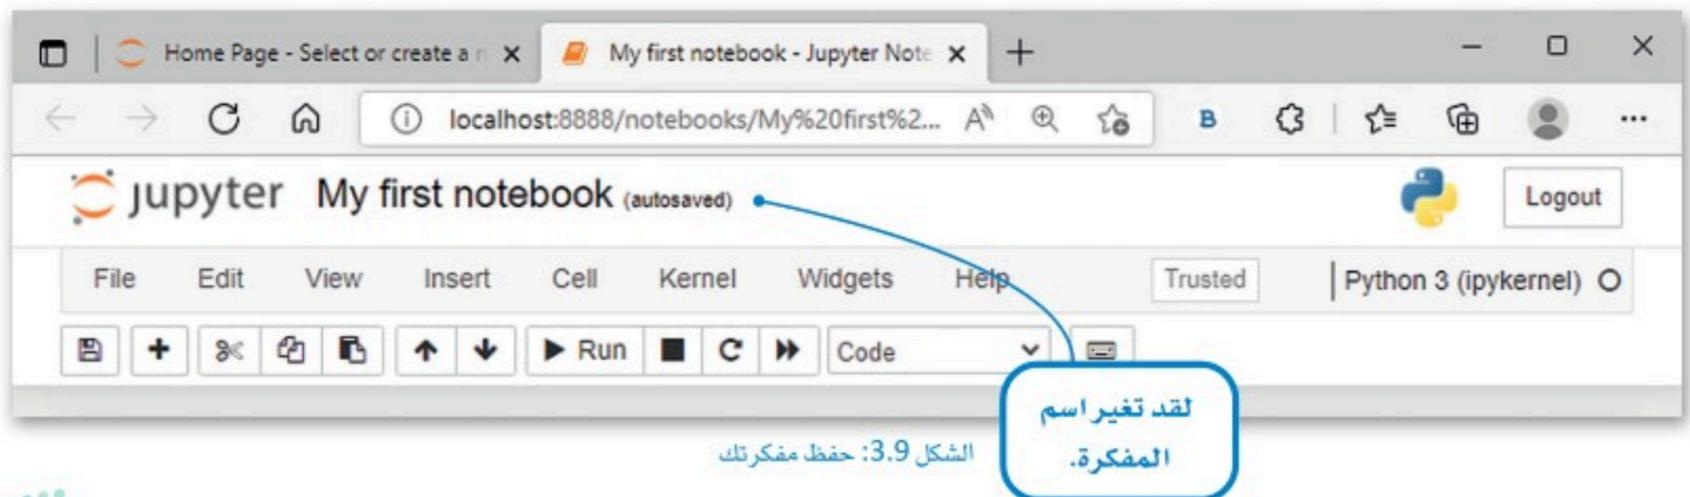 Home Page - Select or create a n
My first notebook - Jupyter Note
localhost:8888/notebooks/My%20first%2...
B
jupyter My first notebook (autosaved)
Logout
File Edit View Insert Cell Kernel Widgets Help Trusted Python 3 (ipykernel)
Run Code
لقد تغير اسم
المفكرة.
الشكل 3.9: حفظ مفكرتك